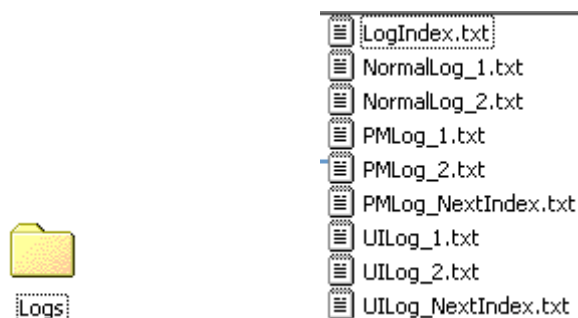 LogIndex.txt
NormalLog_1.txt
NormalLog_2.txt
PMLog_1.txt
PMLog_2.txt
PMLog_NextIndex.txt
UILog_1.txt
UILog_2.txt
UILog_NextIndex.txt
Logs